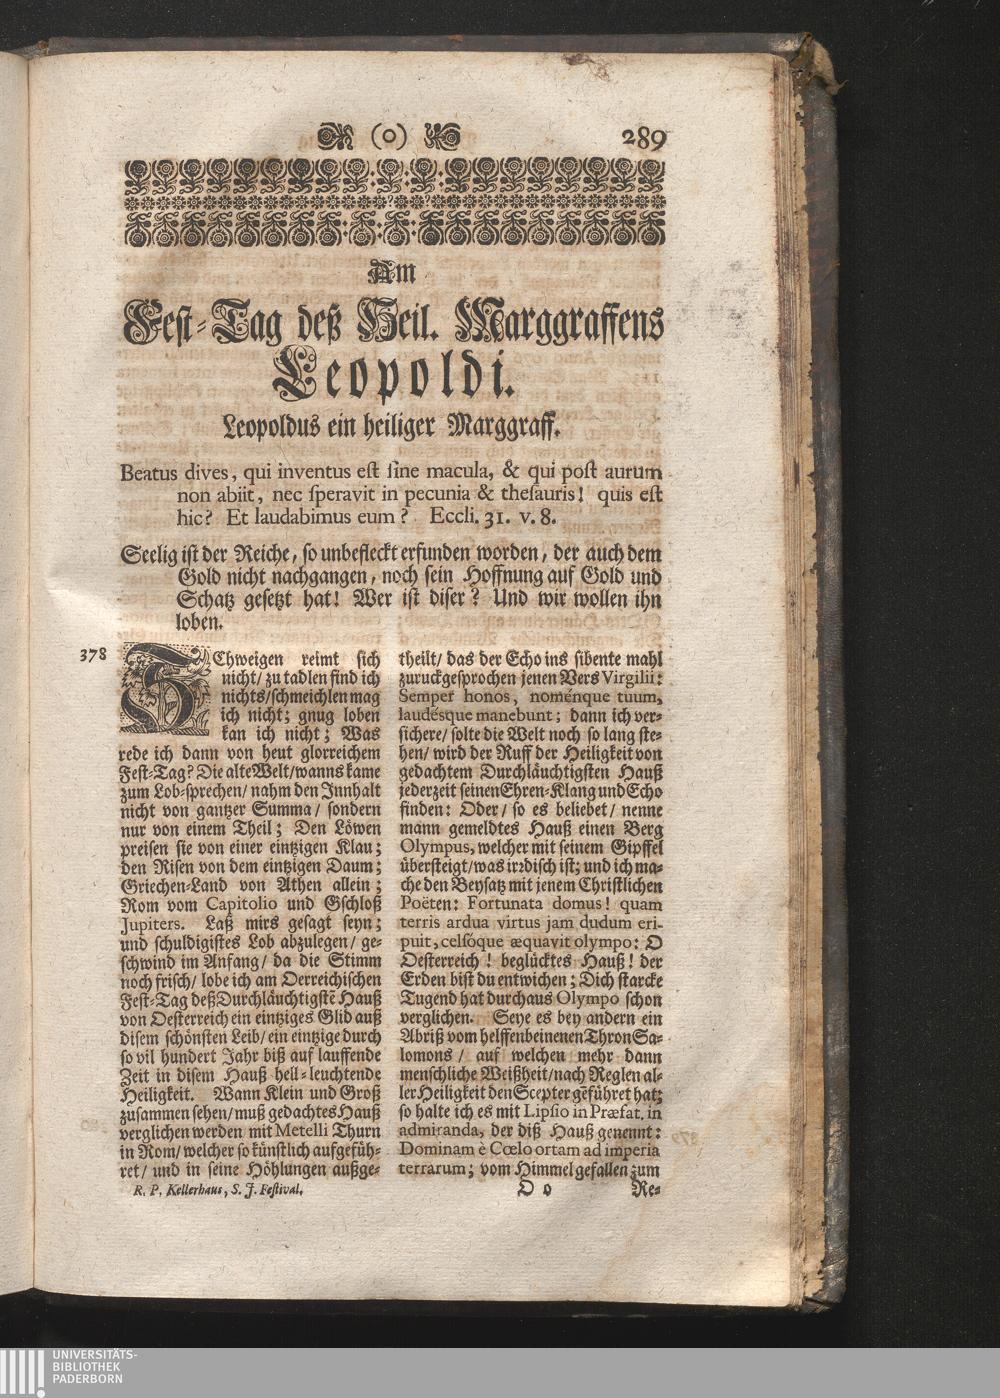 (o) 289
Am
Fest-Tag deß Heil. Marggraffens
Leopoldi.
Leopoldus ein heiliger Marggraff.
Beatus dives, qui inventus est sine macula, & qui post aurum
non abiit, nec speravit in pecunia & thesauris! quis est
hic? Et laudabimus eum? Eccli. 31. v. 8.
Seelig ist der Reiche, so unbefleckt erfunden worden, der auch dem
Gold nicht nachgangen, noch sein Hoffnung auf Gold und
Schatz gesetzt hat! Wer ist diser? Und wir wollen ihn
loben.
378
SChweigen reimt sich
nicht/ zu tadlen find ich
nichts/schmeichlen mag
ich nicht; gnug loben
kan ich nicht; Was
rede ich dann von heut glorreichem
Fest-Tag? Die alte Welt/wanns kame
zum Lob-sprechen/ nahm den Innhalt
nicht von gantzer Summa/ sondern
nur von einem Theil; Den Löwen
preisen sie von einer eintzigen Klau;
den Risen von dem eintzigen Daum;
Griechen-Land von Athen allein;
Rom vom Capitolio und Gschloß
Jupiters. Laß mirs gesagt seyn;
und schuldigistes Lob abzulegen/ ge-
schwind im Anfang/ da die Stimm
noch frisch/ lobe ich am Oerreichischen
Fest-Tag deß Durchläuchtigstē Hauß
von Oesterreich ein eintziges Glid auß
disem schönsten Leib/ ein eintzige durch
so vil hundert Jahr biß auf lauffende
Zeit in disem Hauß hell-leuchtende
Heiligkeit. Wann Klein und Groß
zusammen sehen/muß gedachtes Hauß
verglichen werden mit Metelli Thurn
in Rom/ welcher so künstlich aufgefüh-
ret/ und in seine Höhlungen außge-
R. P. Kellerhaus, S. J. Festival.
theilt/ das der Echo ins sibente mahl
zuruckgesprochen jenen Vers Virgilii:
Semper honos, noménque tuum,
laudésque manebunt; dann ich ver-
sichere/ solte die Welt noch so lang ste-
hen/ wird der Ruff der Heiligkeit von
gedachtem Durchläuchtigsten Hauß
jederzeit seinen Ehren-Klang und Echo
finden: Oder/ so es beliebet/ nenne
mann gemeldtes Hauß einen Berg
Olympus, welcher mit seinem Gipffel
übersteigt/was irrdisch ist; und ich ma-
che den Beysatz mit jenem Christlichen
Poëten: Fortunata domus! quam
terris ardua virtus jam dudum eri-
puit, celsóque æquavit olympo: O
Oesterreich! beglücktes Hauß! der
Erden bist du entwichen; Dich starcke
Tugend hat durchaus Olympo schon
verglichen. Seye es bey andern ein
Abriß vom helffenbeinenen Thron Sa-
lomons/ auf welchen mehr dann
menschliche Weißheit/nach Reglen al-
ler Heiligkeit den Scepter gēführet hat;
so halte ich es mit Lipsio in Præfat. in
admiranda, der diß Hauß genennt:
Dominam è Cœlo ortam ad imperia
terrarum; vom Himmel gefallen zum
O o Re-
UNIVERSITÄTS-
BIBLIOTHEK
PADERBORN